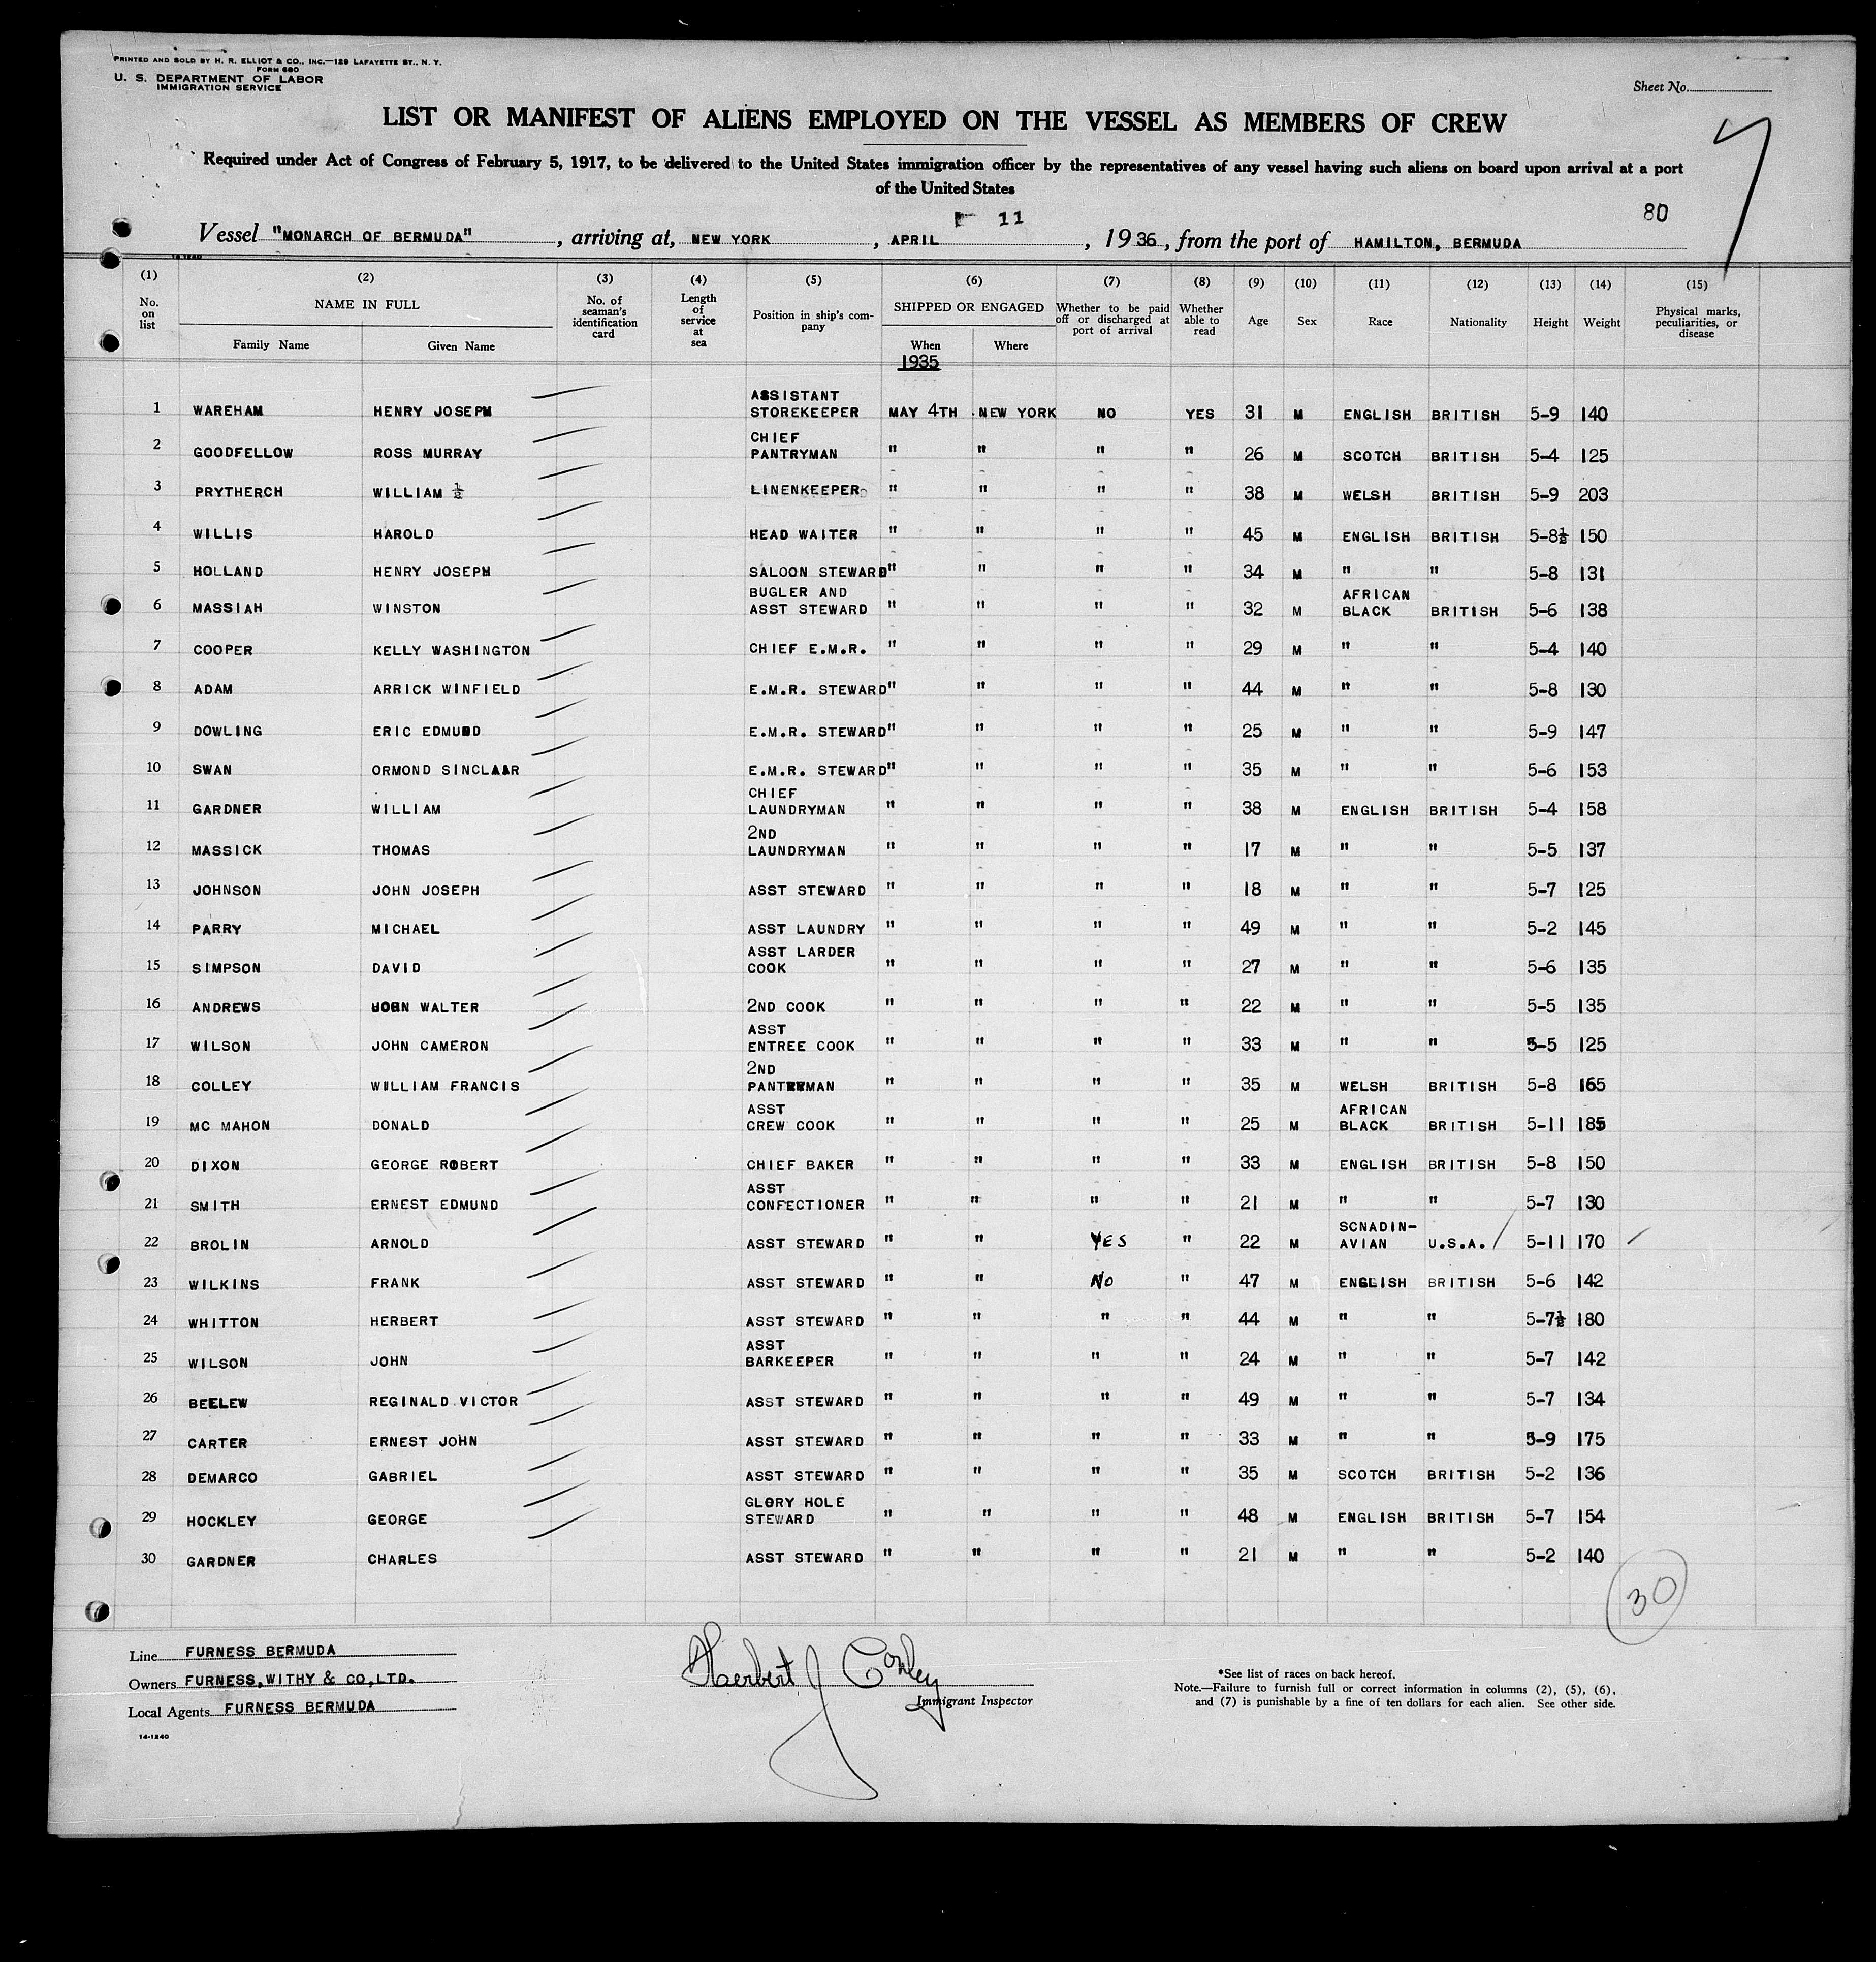 PRINTED AND SOLD BY H. R. ELLIOT & CO., INC.—129 LAFAYETTE ST., N. Y.
FORM 680
U. S. DEPARTMENT OF LABOR
IMMIGRATION SERVICE
Sheet No.
LIST OR MANIFEST OF ALIENS EMPLOYED ON THE VESSEL AS MEMBERS OF CREW
7
Required under Act of Congress of February 5, 1917, to be delivered to the United States immigration officer by the representatives of any vessel having such aliens on board upon arrival at a port
of the United States
80
Vessel "MONARCH OF BERMUDA", arriving at, NEW YORK, APRIL 11, 1936, from the port of HAMILTON, BERMUDA
(1) (2) (3) (4) (5) (6) (7) (8) (9) (10) (11) (12) (13) (14) (15)
No. on list NAME IN FULL Family Name Given Name No. of seaman's identification card Length of service at sea Position in ship's company SHIPPED OR ENGAGED When Where Whether to be paid off or discharged at port of arrival Whether able to read Age Sex Race Nationality Height Weight Physical marks, peculiarities, or disease
1935
1 WAREHAM HENRY JOSEPH ASSISTANT STOREKEEPER MAY 4TH NEW YORK NO YES 31 M ENGLISH BRITISH 5-9 140
2 GOODFELLOW ROSS MURRAY CHIEF PANTRYMAN " " " " 26 M SCOTCH BRITISH 5-4 125
3 PRYTHERCH WILLIAM ½ LINENKEEPER " " " " 38 M WELSH BRITISH 5-9 203
4 WILLIS HAROLD HEAD WAITER " " " " 45 M ENGLISH BRITISH 5-8½ 150
5 HOLLAND HENRY JOSEPH SALOON STEWARD " " " " 34 M " " 5-8 131
6 MASSIAH WINSTON BUGLER AND ASST STEWARD " " " " 32 M AFRICAN BLACK BRITISH 5-6 138
7 COOPER KELLY WASHINGTON CHIEF E.M.R. " " " " 29 M " " 5-4 140
8 ADAM ARRICK WINFIELD E.M.R. STEWARD " " " " 44 M " " 5-8 130
9 DOWLING ERIC EDMUND E.M.R. STEWARD " " " " 25 M " " 5-9 147
10 SWAN ORMOND SINCLAIR E.M.R. STEWARD " " " " 35 M " " 5-6 153
11 GARDNER WILLIAM CHIEF LAUNDRYMAN " " " " 38 M ENGLISH BRITISH 5-4 158
12 MASSICK THOMAS 2ND LAUNDRYMAN " " " " 17 M " " 5-5 137
13 JOHNSON JOHN JOSEPH ASST STEWARD " " " " 18 M " " 5-7 125
14 PARRY MICHAEL ASST LAUNDRY " " " " 49 M " " 5-2 145
15 SIMPSON DAVID ASST LARDER COOK " " " " 27 M " " 5-6 135
16 ANDREWS JOHN WALTER 2ND COOK " " " " 22 M " " 5-5 135
17 WILSON JOHN CAMERON ASST ENTREE COOK " " " " 33 M " " 5-5 125
18 COLLEY WILLIAM FRANCIS 2ND PANTRYMAN " " " " 35 M WELSH BRITISH 5-8 165
19 MC MAHON DONALD ASST CREW COOK " " " " 25 M AFRICAN BLACK BRITISH 5-11 185
20 DIXON GEORGE ROBERT CHIEF BAKER " " " " 33 M ENGLISH BRITISH 5-8 150
21 SMITH ERNEST EDMUND ASST CONFECTIONER " " " " 21 M " " 5-7 130
22 BROLIN ARNOLD ASST STEWARD " " YES " 22 M SCNADIN-AVIAN U.S.A. 5-11 170
23 WILKINS FRANK ASST STEWARD " " No " 47 M ENGLISH BRITISH 5-6 142
24 WHITTON HERBERT ASST STEWARD " " " " 44 M " " 5-7½ 180
25 WILSON JOHN ASST BARKEEPER " " " " 24 M " " 5-7 142
26 BEELEW REGINALD VICTOR ASST STEWARD " " " " 49 M " " 5-7 134
27 CARTER ERNEST JOHN ASST STEWARD " " " " 33 M " " 5-9 175
28 DEMARCO GABRIEL ASST STEWARD " " " " 35 M SCOTCH BRITISH 5-2 136
29 HOCKLEY GEORGE GLORY HOLE STEWARD " " " " 48 M ENGLISH BRITISH 5-7 154
30 GARDNER CHARLES ASST STEWARD " " " " 21 M " " 5-2 140
30
Line FURNESS BERMUDA
Owners FURNESS, WITHY & CO, LTD.
Local Agents FURNESS BERMUDA
14-1240
Herbert J Conley
Immigrant Inspector
*See list of races on back hereof.
Note.—Failure to furnish full or correct information in columns (2), (5), (6),
and (7) is punishable by a fine of ten dollars for each alien. See other side.